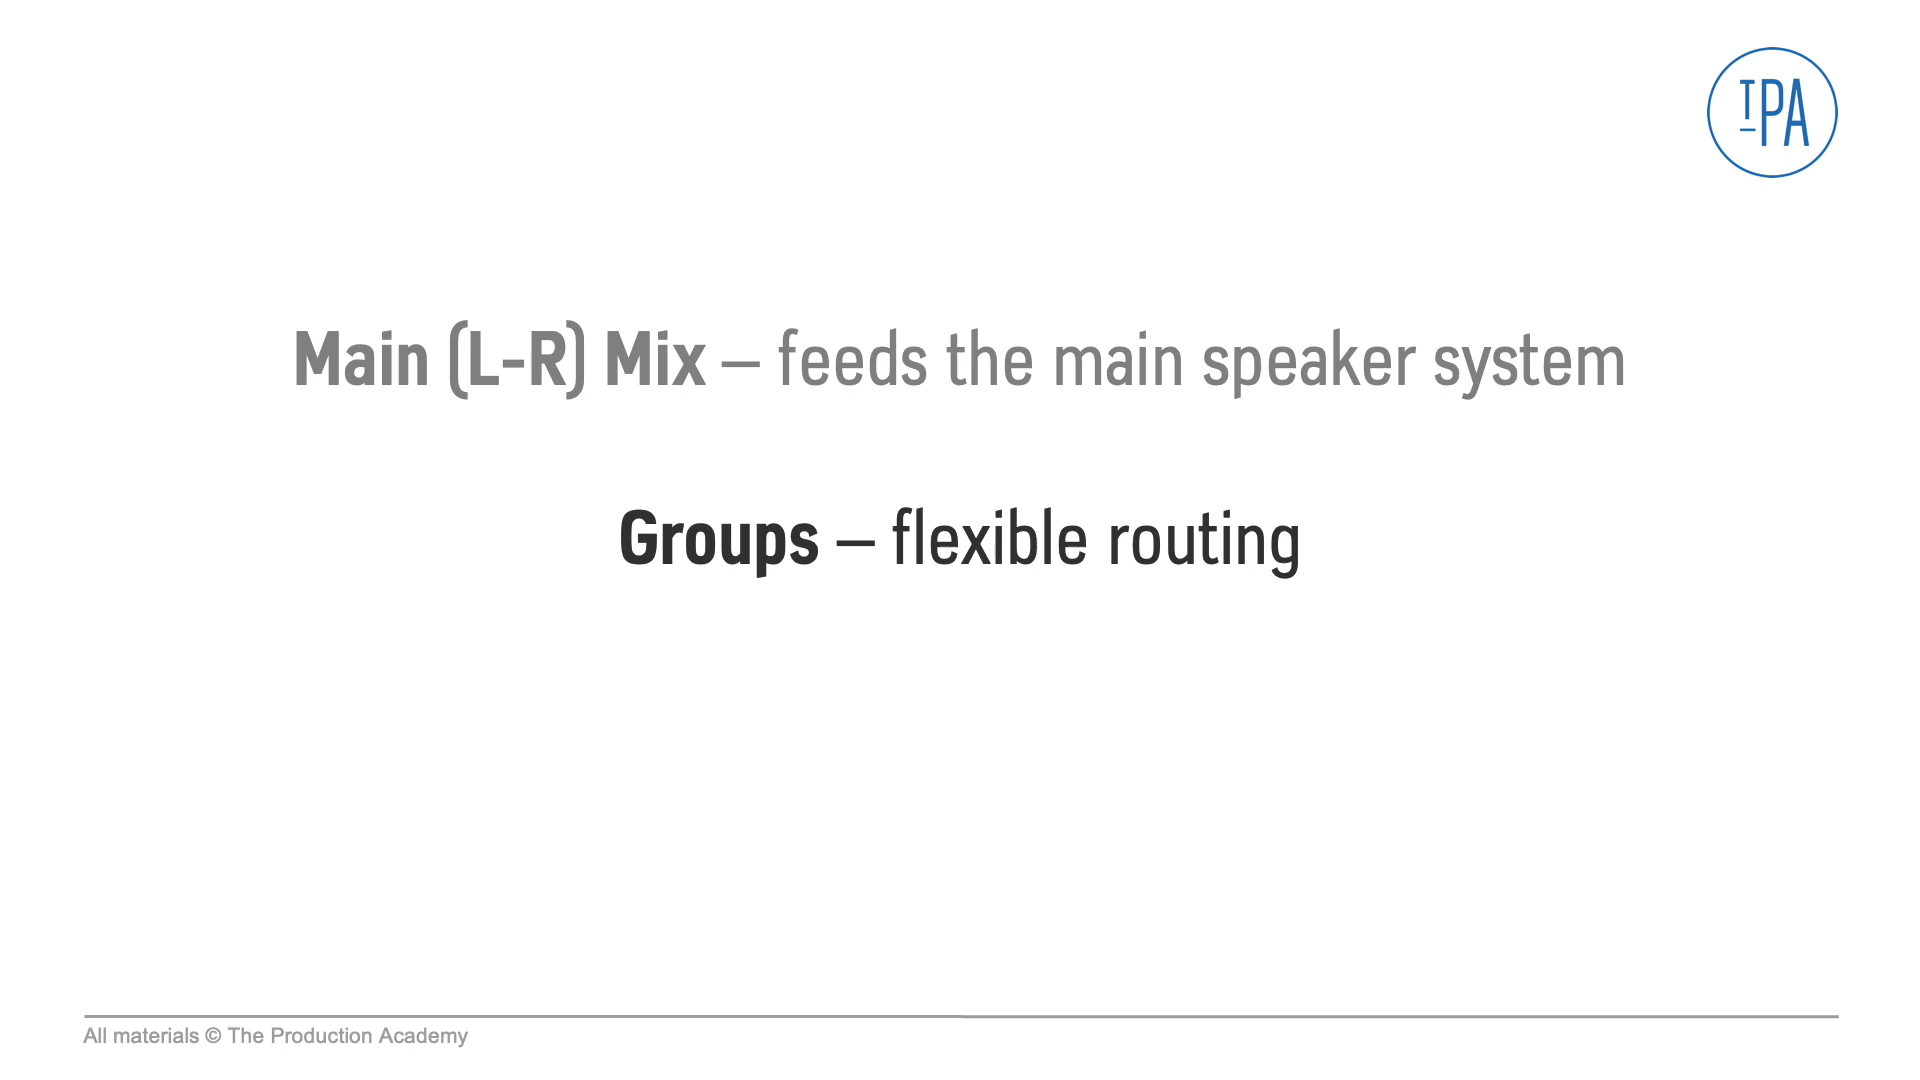 TPA
Main (L-R) Mix – feeds the main speaker system
Groups – flexible routing
All materials © The Production Academy